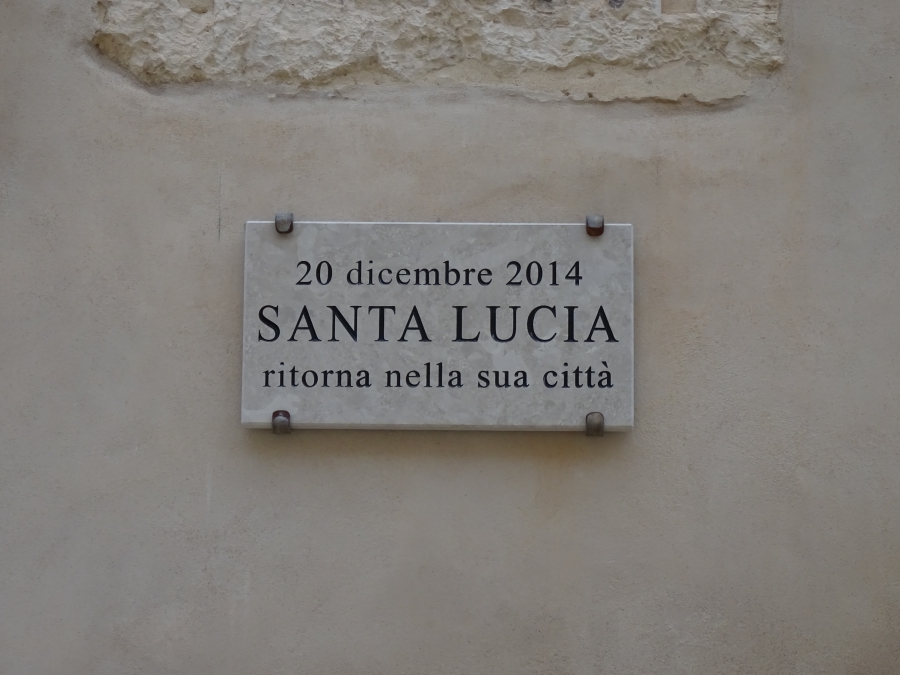 20 dicembre 2014
SANTA LUCIA
ritorna nella sua città